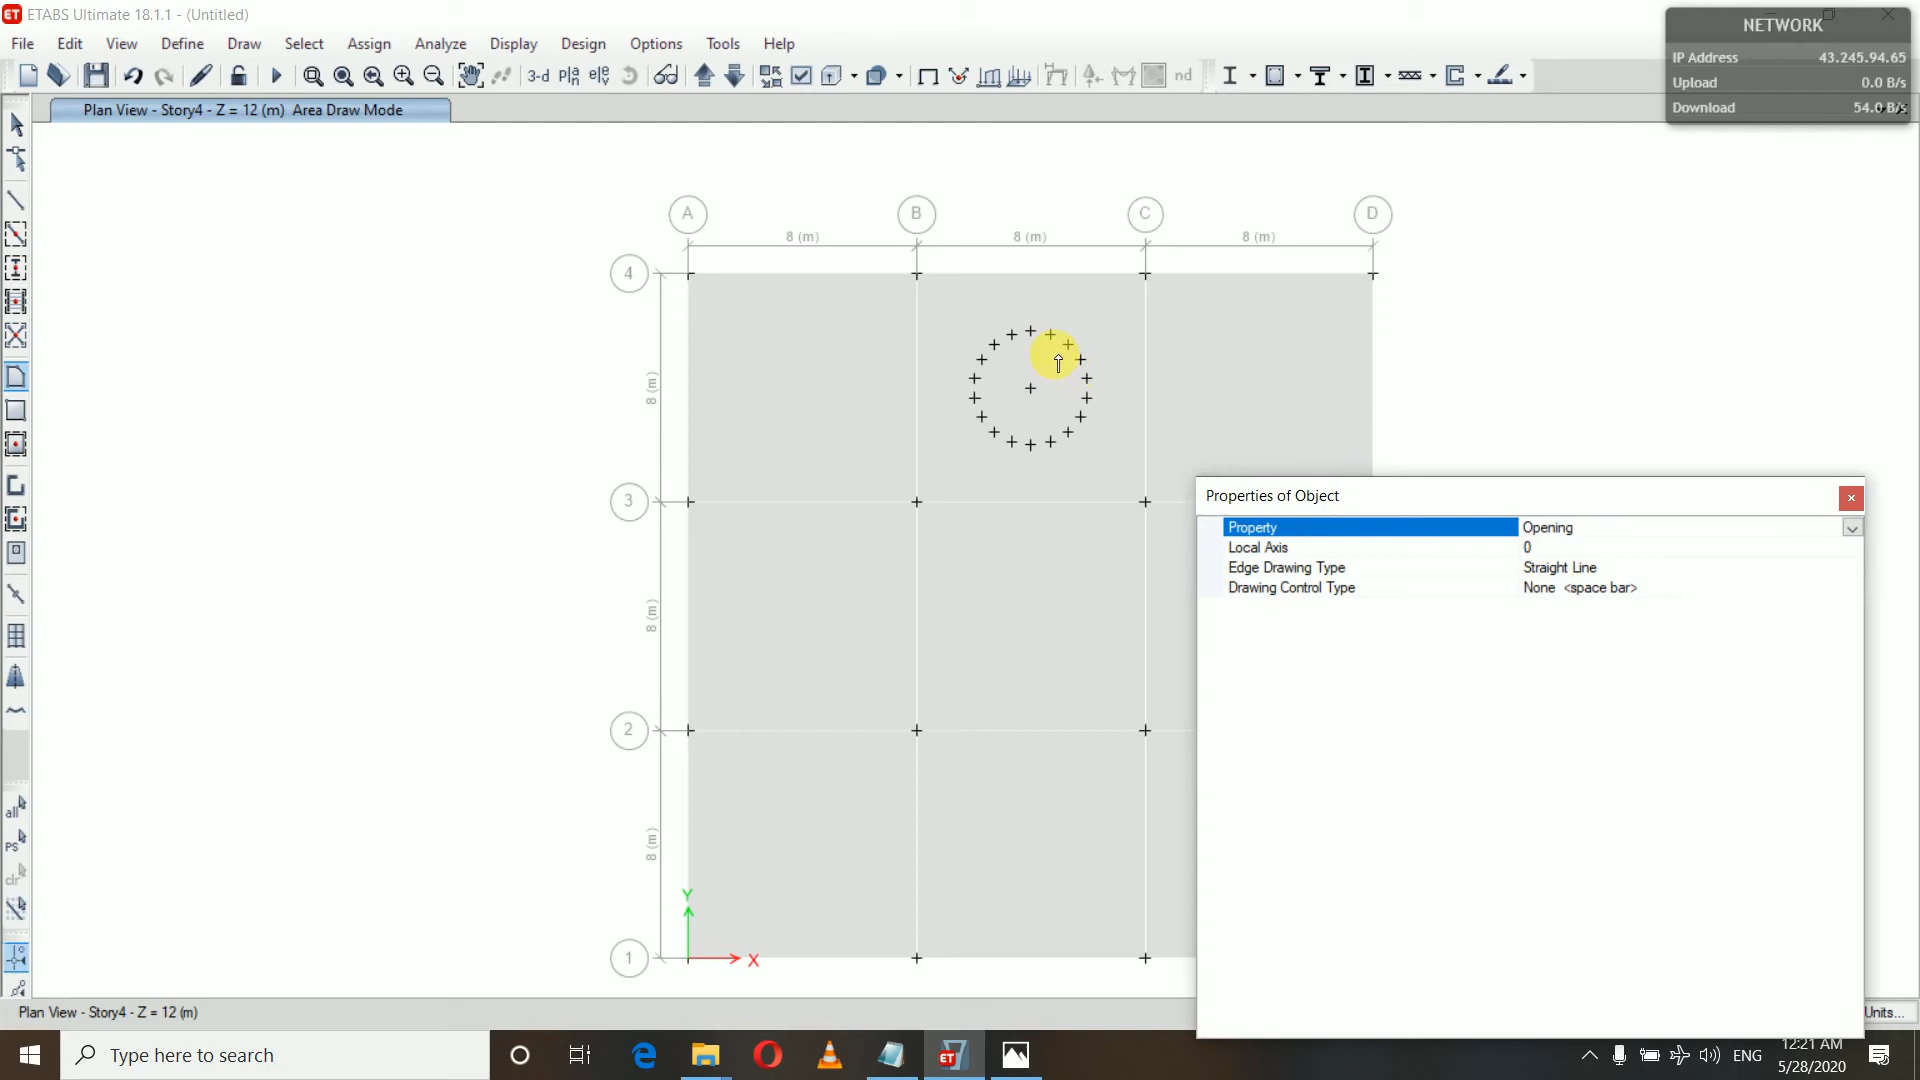 ETABS Ultimate 18.1.1 - (Untitled)
File Edit View Define Draw Select Assign Analyze Display Design Options Tools Help
3-d
nd
NETWORK
IP Address 43.245.94.65
Upload 0.0 B/s
Download 54.0 B/s
Plan View - Story4 - Z = 12 (m) Area Draw Mode
A B C D
8 (m) 8 (m) 8 (m)
4
8 (m)
3
8 (m)
2
8 (m)
1
Y
X
all
PS
clr
Properties of Object
Property Opening
Local Axis 0
Edge Drawing Type Straight Line
Drawing Control Type None <space bar>
Plan View - Story4 - Z = 12 (m)
Units...
Type here to search
ENG
12:21 AM
5/28/2020